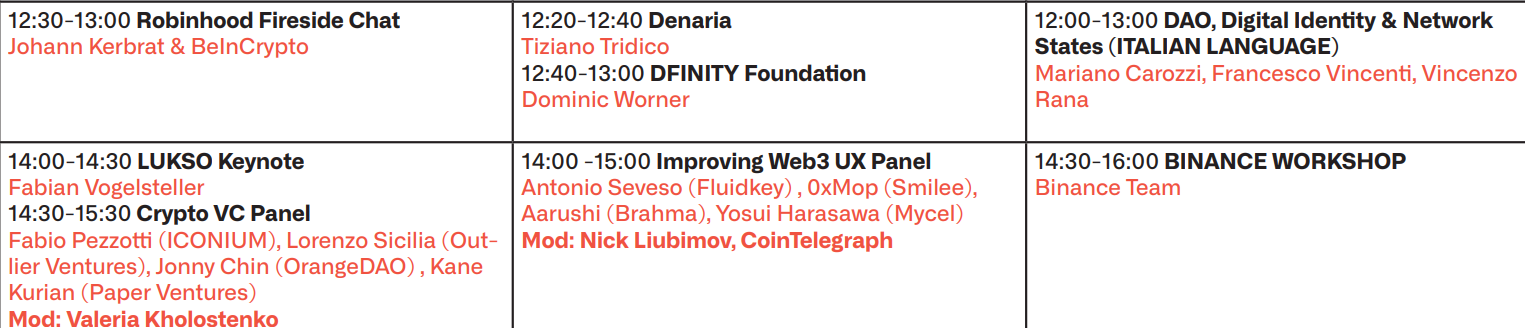 12:30-13:00 Robinhood Fireside Chat
Johann Kerbrat & BeInCrypto
12:20-12:40 Denaria
Tiziano Tridico
12:40-13:00 DFINITY Foundation
Dominic Worner
12:00-13:00 DAO, Digital Identity & Network
States (ITALIAN LANGUAGE)
Mariano Carozzi, Francesco Vincenti, Vincenzo
Rana
14:00-14:30 LUKSO Keynote
Fabian Vogelsteller
14:30-15:30 Crypto VC Panel
Fabio Pezzotti (ICONIUM), Lorenzo Sicilia (Out-
lier Ventures), Jonny Chin (OrangeDAO) , Kane
Kurian (Paper Ventures)
Mod: Valeria Kholostenko
14:00 -15:00 Improving Web3 UX Panel
Antonio Seveso (Fluidkey) , 0xMop (Smilee),
Aarushi (Brahma), Yosui Harasawa (Mycel)
Mod: Nick Liubimov, CoinTelegraph
14:30-16:00 BINANCE WORKSHOP
Binance Team